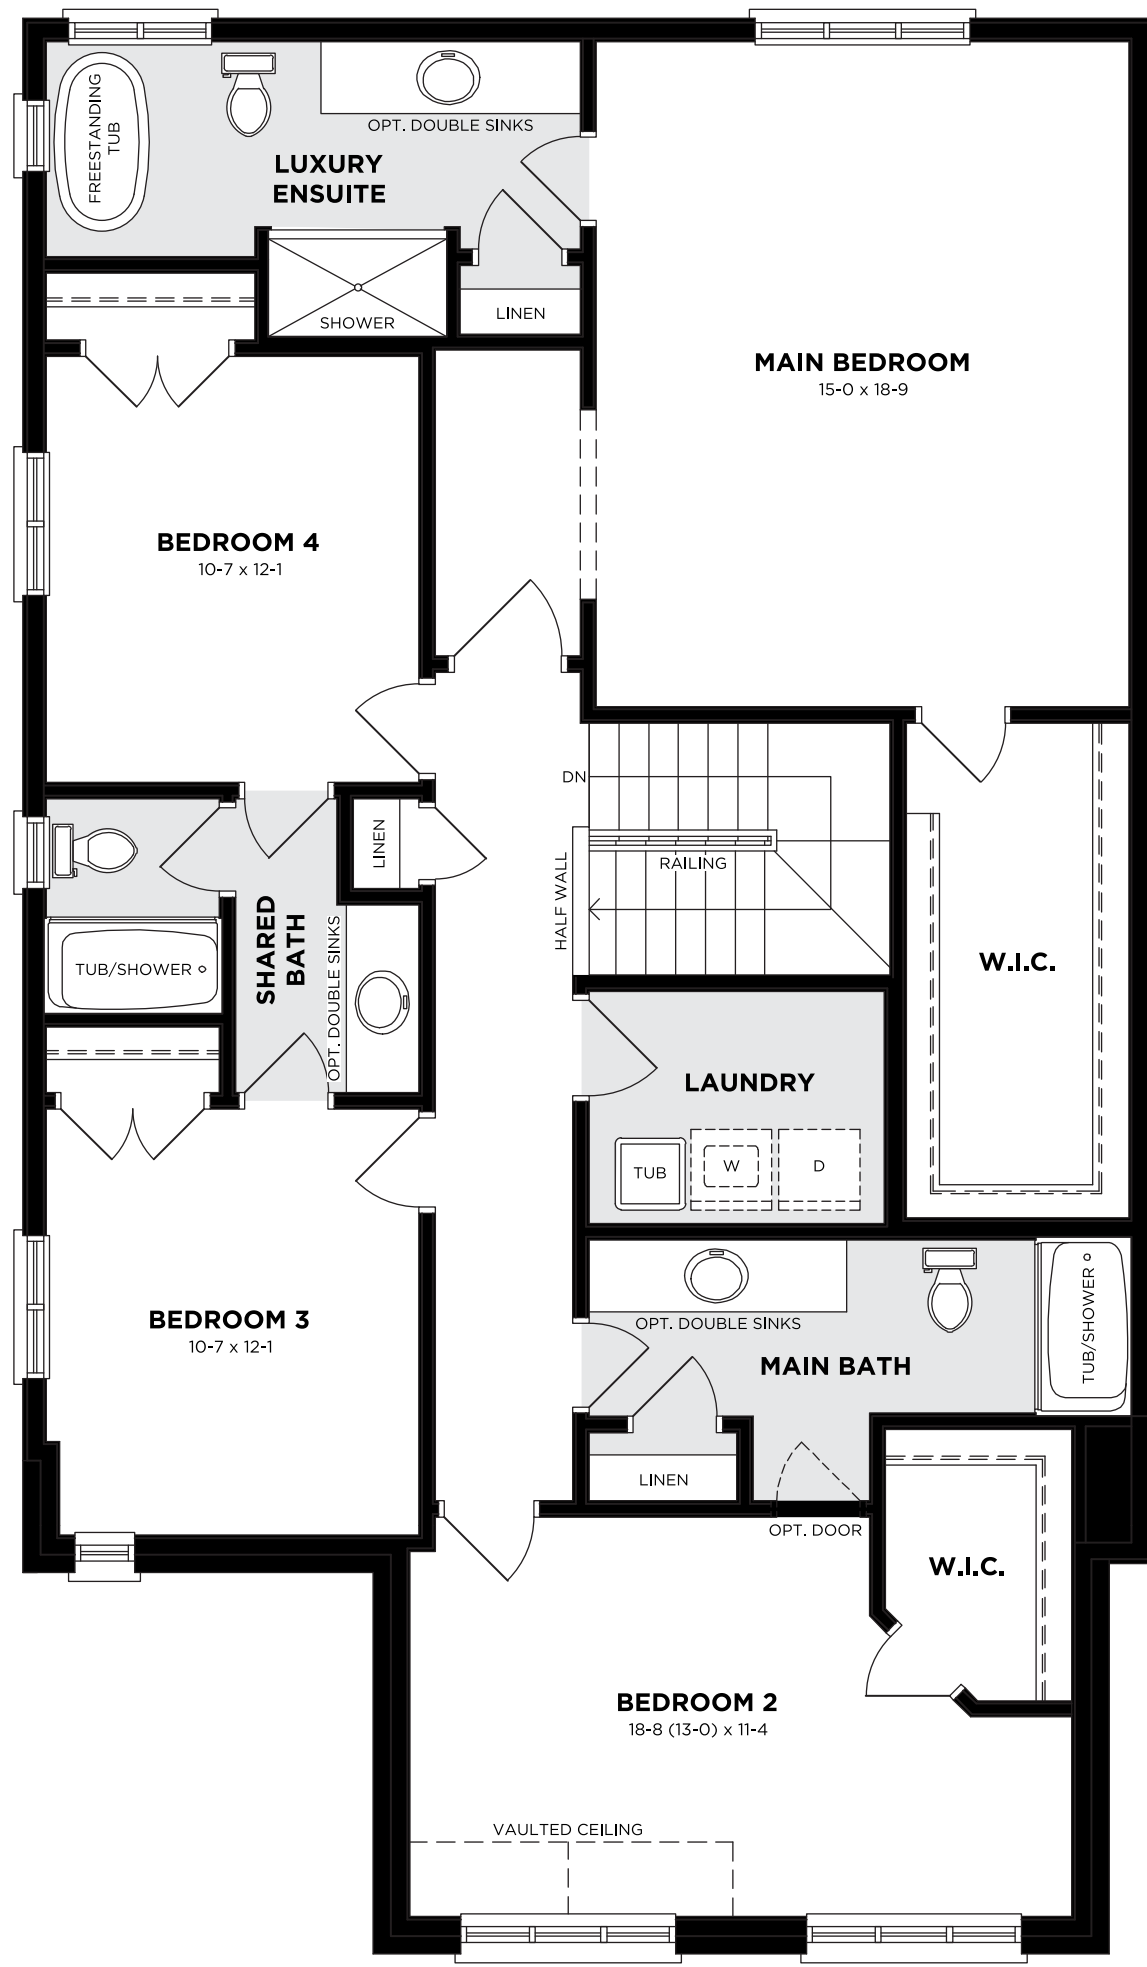 FREESTANDING
TUB
OPT. DOUBLE SINKS
LUXURY
ENSUITE
SHOWER
LINEN
MAIN BEDROOM
15-0 x 18-9
BEDROOM 4
10-7 x 12-1
DN
RAILING
HALF WALL
LINEN
SHARED
BATH
OPT. DOUBLE SINKS
TUB/SHOWER
W.I.C.
LAUNDRY
TUB
W
D
BEDROOM 3
10-7 x 12-1
OPT. DOUBLE SINKS
MAIN BATH
TUB/SHOWER
LINEN
OPT. DOOR
W.I.C.
BEDROOM 2
18-8 (13-0) x 11-4
VAULTED CEILING